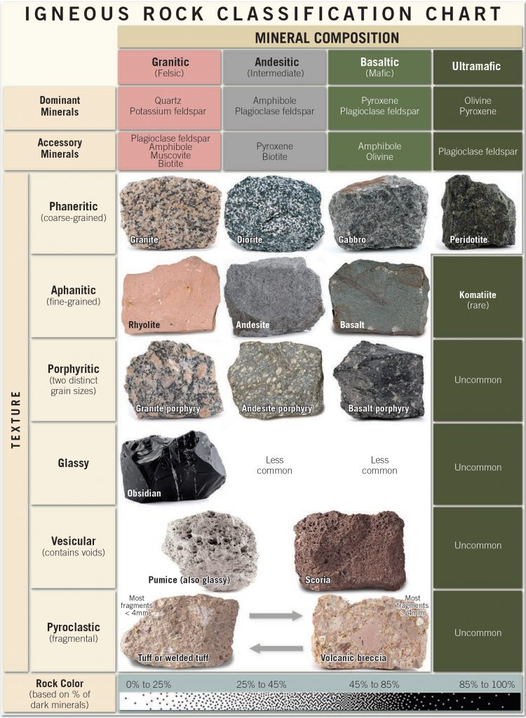 IGNEOUS ROCK CLASSIFICATION CHART
MINERAL COMPOSITION
Granitic
(Felsic)
Andesitic
(Intermediate)
Basaltic
(Mafic)
Ultramafic
Dominant
Minerals
Quartz
Potassium feldspar
Amphibole
Plagioclase feldspar
Pyroxene
Plagioclase feldspar
Olivine
Pyroxene
Accessory
Minerals
Plagioclase feldspar
Amphibole
Muscovite
Biotite
Pyroxene
Biotite
Amphibole
Olivine
Plagioclase feldspar
TEXTURE
Phaneritic
(coarse-grained)
Granite
Diorite
Gabbro
Peridotite
Aphanitic
(fine-grained)
Rhyolite
Andesite
Basalt
Komatiite
(rare)
Porphyritic
(two distinct
grain sizes)
Granite porphyry
Andesite porphyry
Basalt porphyry
Uncommon
Glassy
Obsidian
Less
common
Less
common
Uncommon
Vesicular
(contains voids)
Pumice (also glassy)
Scoria
Uncommon
Pyroclastic
(fragmental)
Most
fragments
< 4mm
Tuff or welded tuff
Most
fragments
> 4mm
Volcanic breccia
Uncommon
Rock Color
(based on % of
dark minerals)
0% to 25%
25% to 45%
45% to 85%
85% to 100%